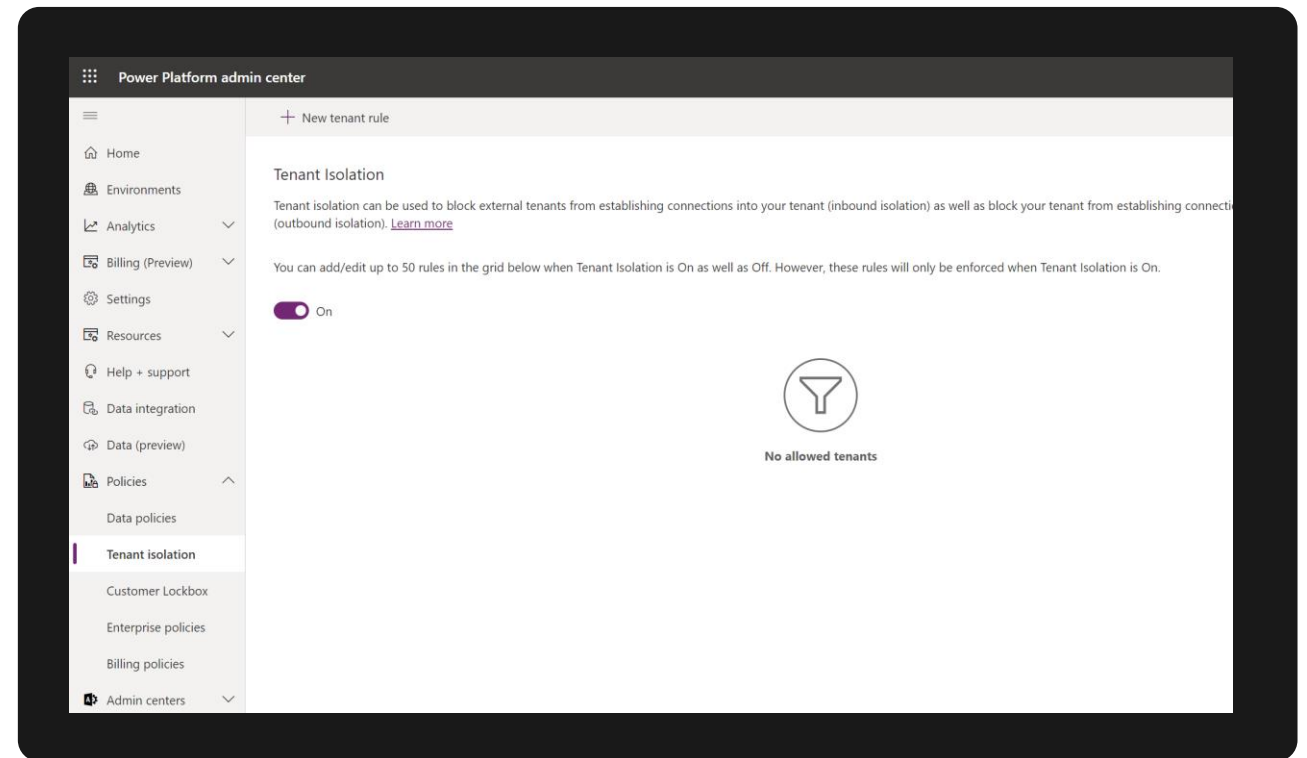 Power Platform admin center
New tenant rule
Home
Environments
Analytics
Billing (Preview)
Settings
Resources
Help + support
Data integration
Data (preview)
Policies
Data policies
Tenant isolation
Customer Lockbox
Enterprise policies
Billing policies
Admin centers
Tenant Isolation
Tenant isolation can be used to block external tenants from establishing connections into your tenant (inbound isolation) as well as block your tenant from establishing connecti
(outbound isolation). Learn more
You can add/edit up to 50 rules in the grid below when Tenant Isolation is On as well as Off. However, these rules will only be enforced when Tenant Isolation is On.
On
No allowed tenants